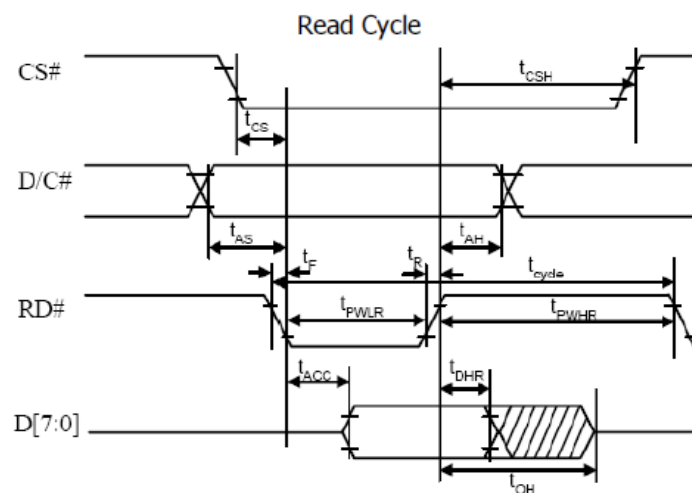 Read Cycle
CS#
tCSH
tCS
D/C#
tAS
tAH
tF
tR
tcycle
RD#
tPWLR
tPWHR
tACC
tDHR
D[7:0]
tOH